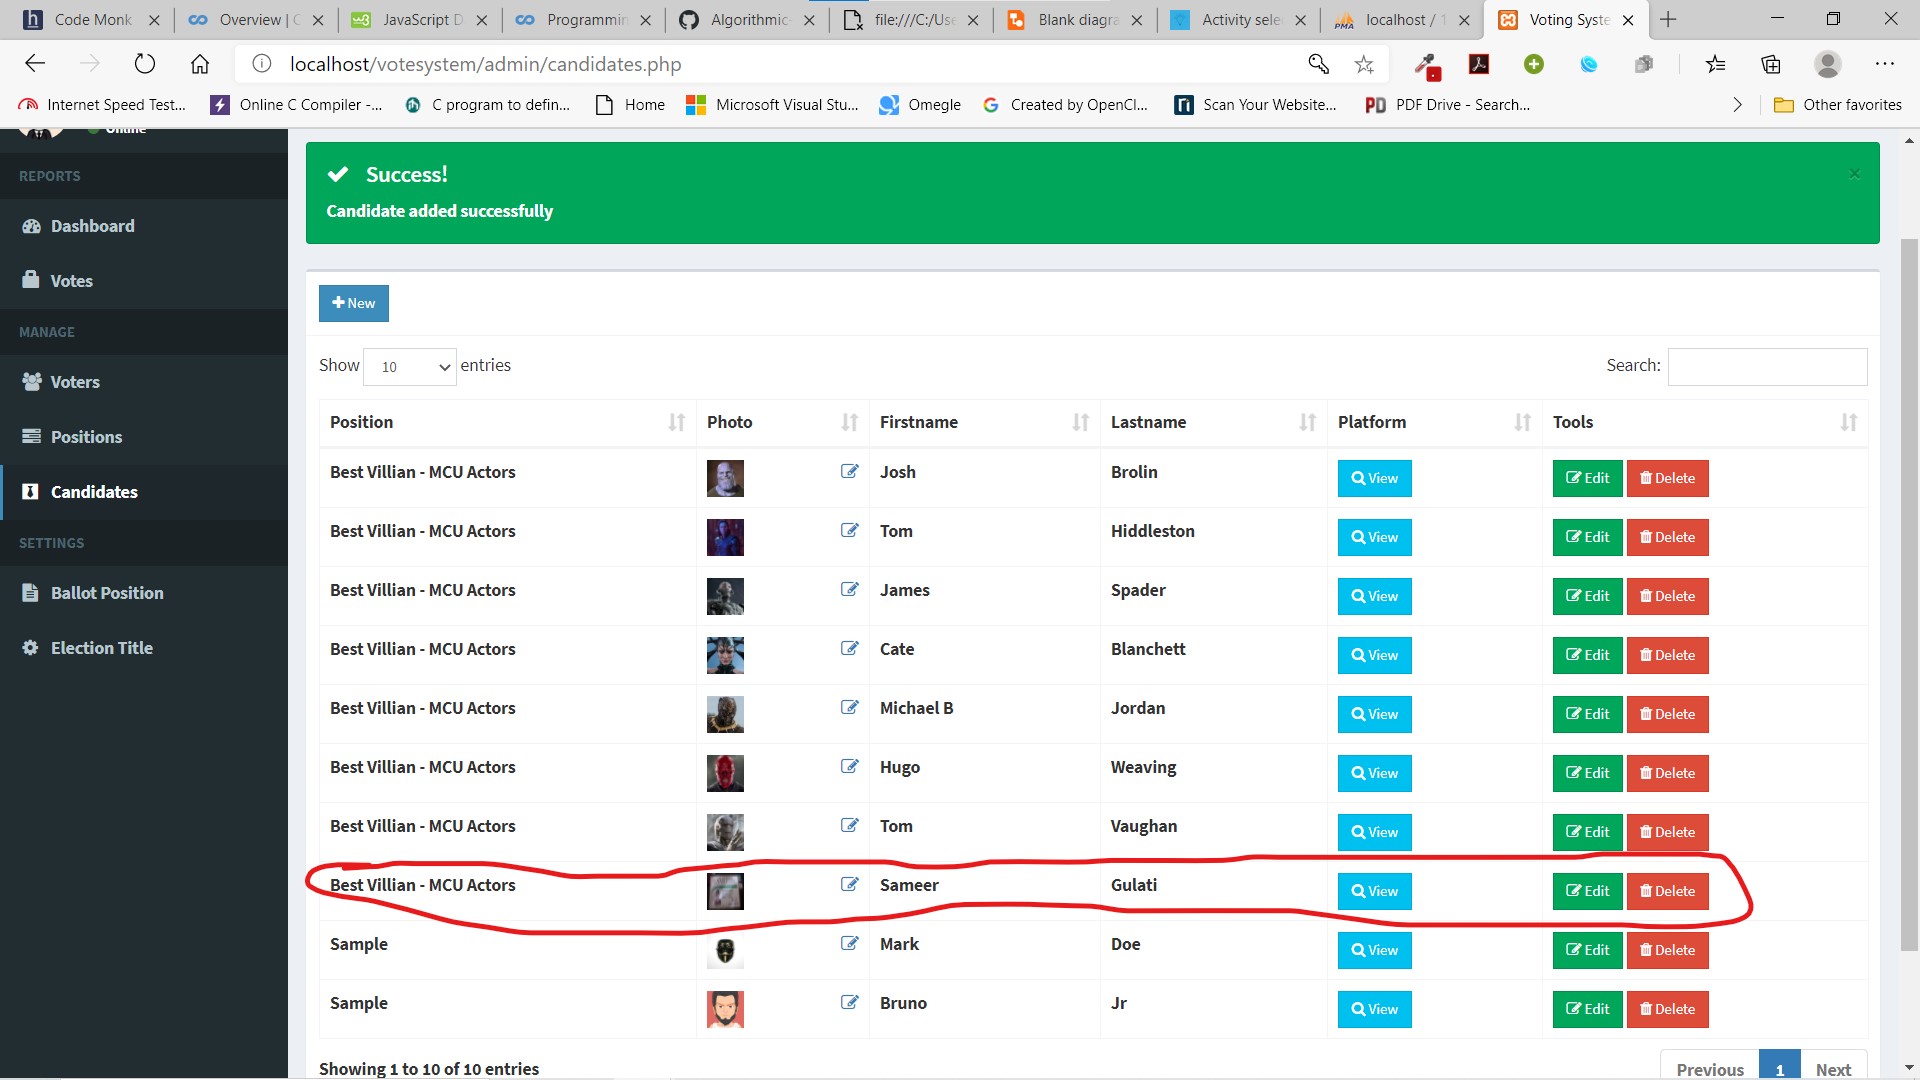 Code Monk
Overview | C
JavaScript D
Programmin
Algorithmic-
file:///C:/Use
Blank diagra
Activity sele
localhost / 1
Voting Syste
localhost/votesystem/admin/candidates.php
Internet Speed Test...
Online C Compiler -...
C program to defin...
Home
Microsoft Visual Stu...
Omegle
Created by OpenCl...
Scan Your Website...
PDF Drive - Search...
Other favorites
Online
REPORTS
Dashboard
Votes
MANAGE
Voters
Positions
Candidates
SETTINGS
Ballot Position
Election Title
Success!
Candidate added successfully
New
Show 10 entries
Search:
Position Photo Firstname Lastname Platform Tools
Best Villian - MCU Actors Josh Brolin View Edit Delete
Best Villian - MCU Actors Tom Hiddleston View Edit Delete
Best Villian - MCU Actors James Spader View Edit Delete
Best Villian - MCU Actors Cate Blanchett View Edit Delete
Best Villian - MCU Actors Michael B Jordan View Edit Delete
Best Villian - MCU Actors Hugo Weaving View Edit Delete
Best Villian - MCU Actors Tom Vaughan View Edit Delete
Best Villian - MCU Actors Sameer Gulati View Edit Delete
Sample Mark Doe View Edit Delete
Sample Bruno Jr View Edit Delete
Showing 1 to 10 of 10 entries
Previous 1 Next